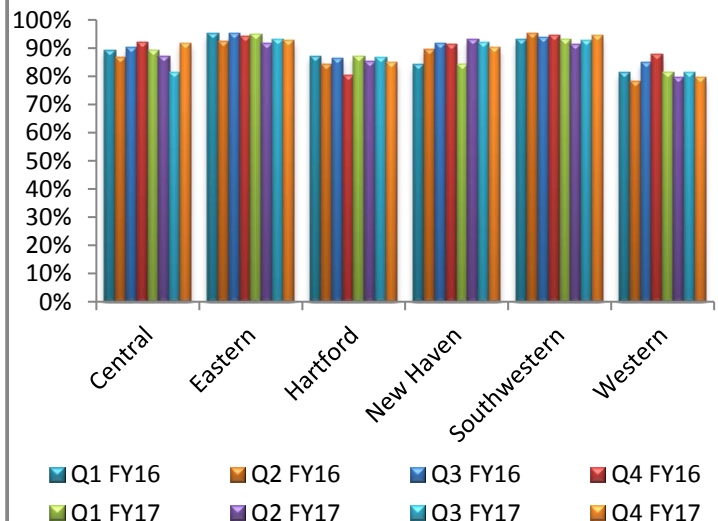 100%
90%
80%
70%
60%
50%
40%
30%
20%
10%
0%
Central
Eastern
Hartford
New Haven
Southwestern
Western
Q1 FY16 Q2 FY16 Q3 FY16 Q4 FY16
Q1 FY17 Q2 FY17 Q3 FY17 Q4 FY17